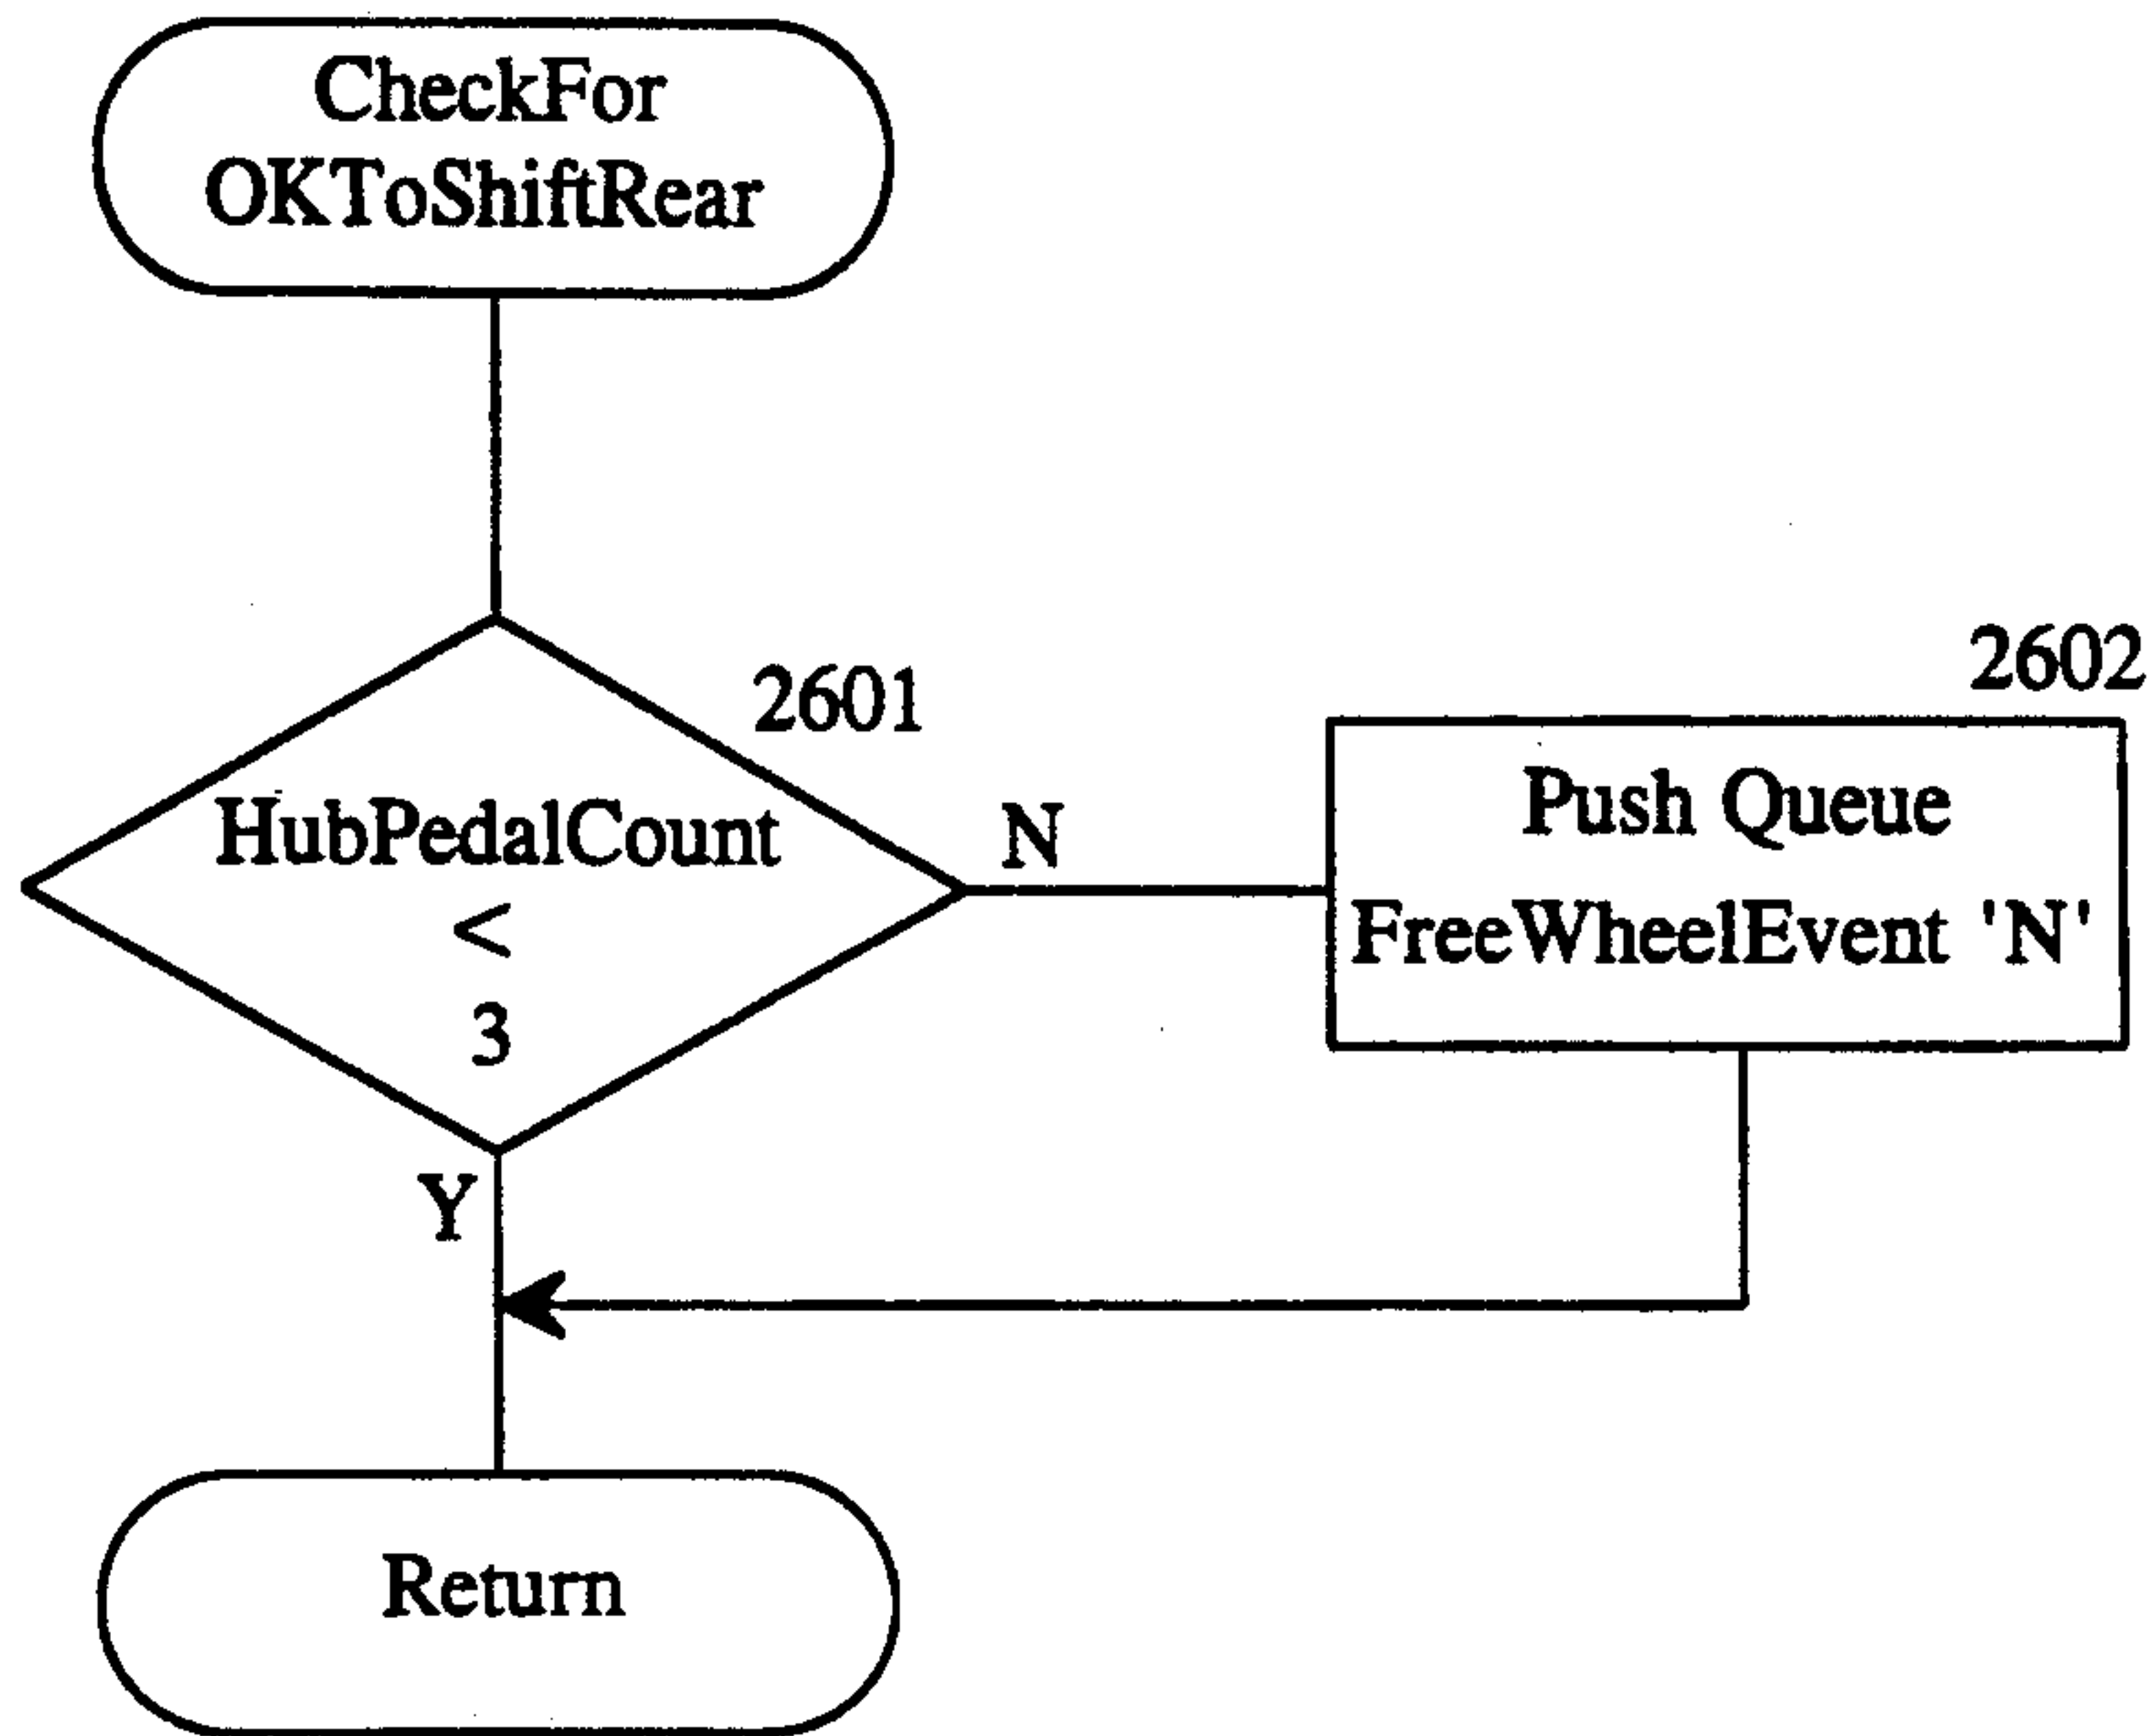 CheckFor
OKToShiftRear
2601
HubPedalCount
<
3
N
Y
2602
Push Queue
FreeWheelEvent 'N'
Return